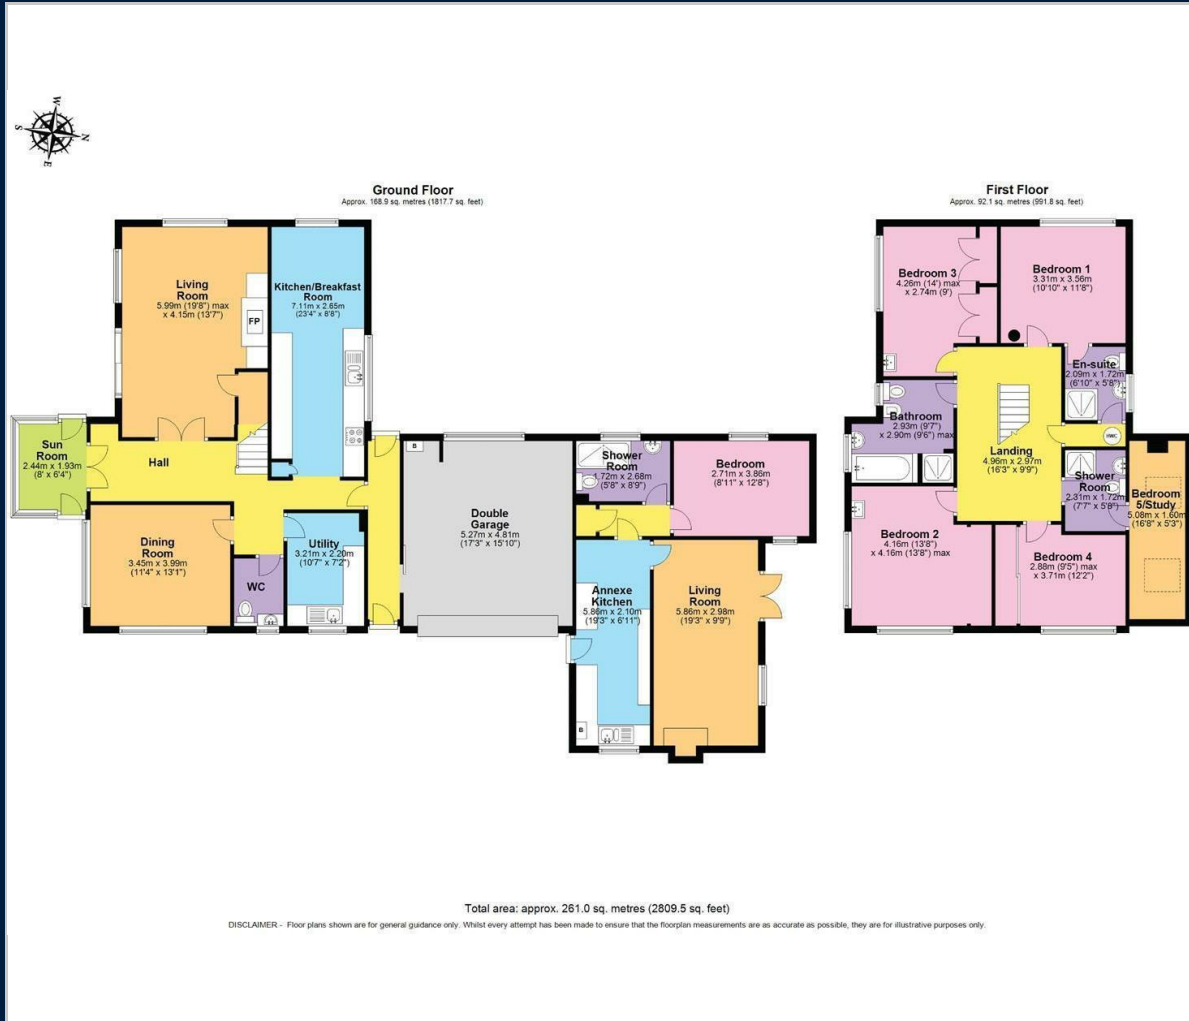 W
S
N
E
Ground Floor
Approx. 168.9 sq. metres (1817.7 sq. feet)
Living
Room
5.99m (19'8") max
x 4.15m (13'7")
FP
Kitchen/Breakfast
Room
7.11m x 2.65m
(23'4" x 8'8")
Sun
Room
2.44m x 1.93m
(8' x 6'4")
Hall
Dining
Room
3.45m x 3.99m
(11'4" x 13'1")
WC
Utility
3.21m x 2.20m
(10'7" x 7'2")
B
Double
Garage
5.27m x 4.81m
(17'3" x 15'10")
Shower
Room
1.72m x 2.68m
(5'8" x 8'9")
Bedroom
2.71m x 3.86m
(8'11" x 12'8")
Annexe
Kitchen
5.86m x 2.10m
(19'3" x 6'11")
B
Living
Room
5.86m x 2.98m
(19'3" x 9'9")
First Floor
Approx. 92.1 sq. metres (991.8 sq. feet)
Bedroom 3
4.26m (14') max
x 2.74m (9')
Bedroom 1
3.31m x 3.56m
(10'10" x 11'8")
En-suite
2.09m x 1.72m
(6'10" x 5'8")
Bathroom
2.93m (9'7")
x 2.90m (9'6") max
Landing
4.96m x 2.97m
(16'3" x 9'9")
HWC
Shower
Room
2.31m x 1.72m
(7'7" x 5'8")
Bedroom
5/Study
5.08m x 1.60m
(16'8" x 5'3")
Bedroom 2
4.16m (13'8")
x 4.16m (13'8") max
Bedroom 4
2.88m (9'5") max
x 3.71m (12'2")
Total area: approx. 261.0 sq. metres (2809.5 sq. feet)
DISCLAIMER - Floor plans shown are for general guidance only. Whilst every attempt has been made to ensure that the floorplan measurements are as accurate as possible, they are for illustrative purposes only.